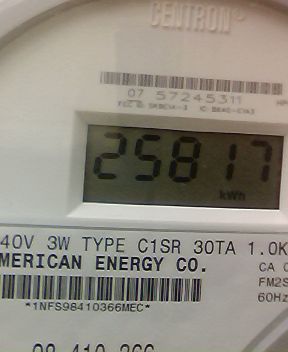 CENTRON
07 57245311
25817
kWh
40V 3W TYPE C1SR 30TA 1.0K
MERICAN ENERGY CO.
CA 0
FM2S
60Hz
*1NFS98410366MEC*